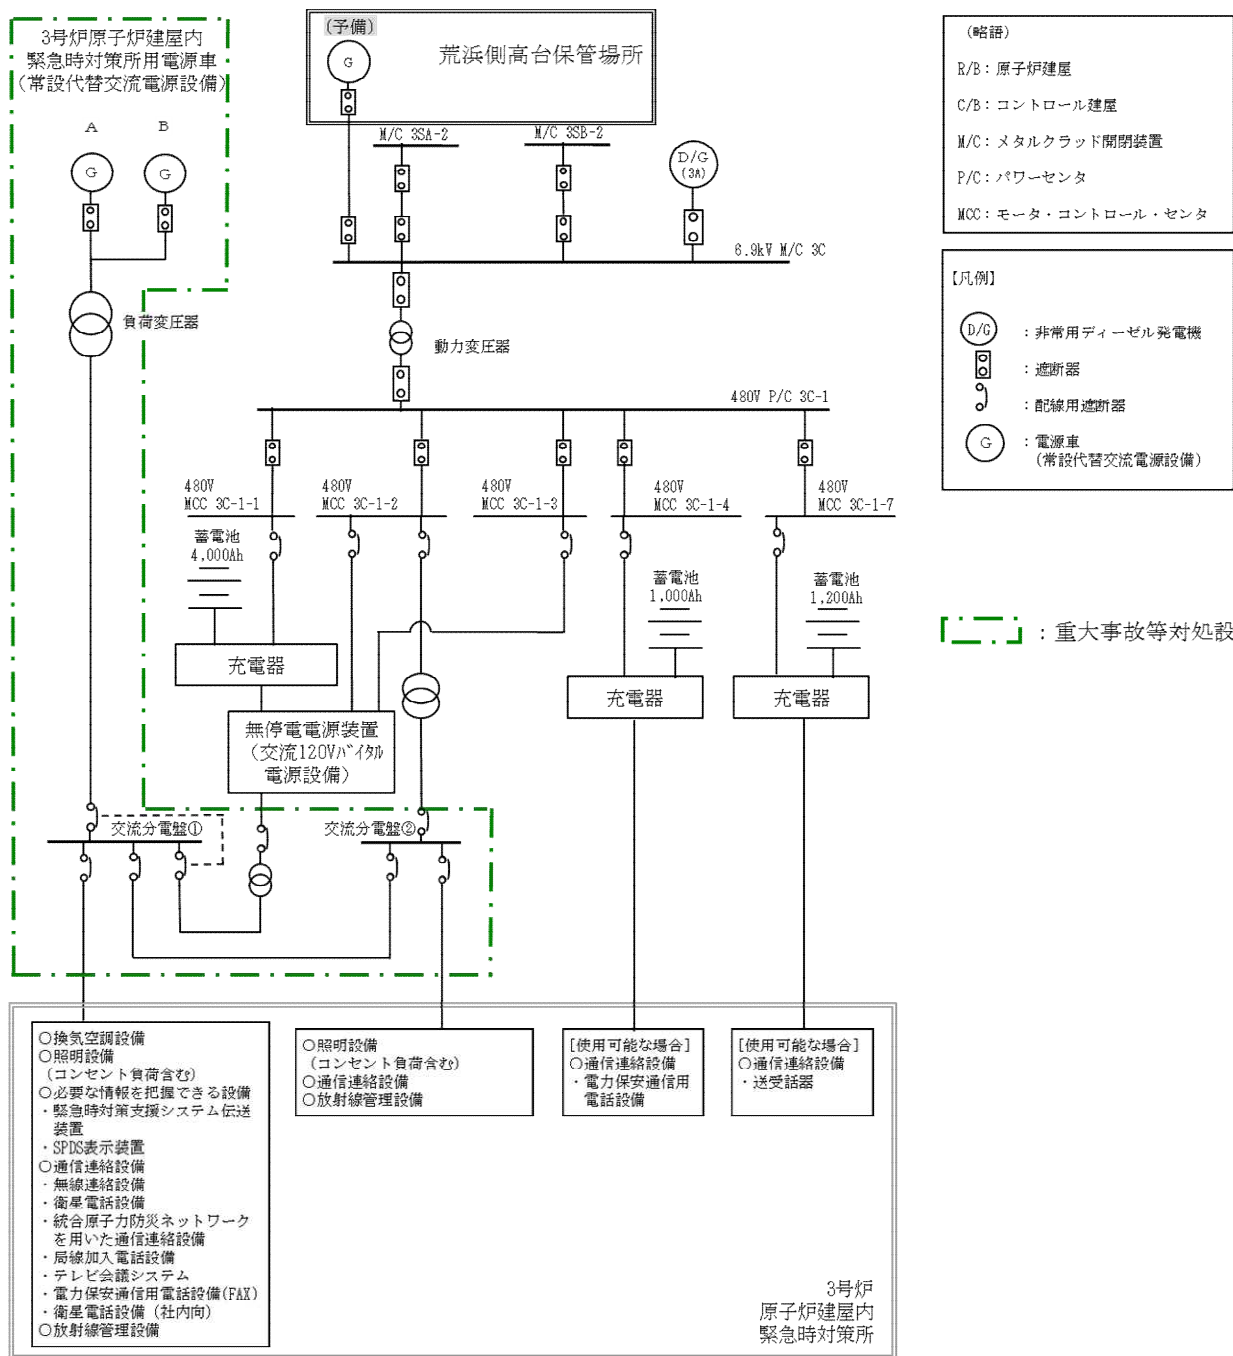 3号炉原子炉建屋内
緊急時対策所用電源車
(常設代替交流電源設備)
A
B
G
G
(予備)
G
荒浜側高台保管場所
M/C 3SA-2
M/C 3SB-2
D/G
(3A)
6.9kV M/C 3C
負荷変圧器
動力変圧器
480V P/C 3C-1
480V
MCC 3C-1-1
480V
MCC 3C-1-2
480V
MCC 3C-1-3
480V
MCC 3C-1-4
480V
MCC 3C-1-7
蓄電池
4,000Ah
蓄電池
1,000Ah
蓄電池
1,200Ah
充電器
充電器
充電器
無停電電源装置
(交流120Vバイタル
電源設備)
交流分電盤①
交流分電盤②
○換気空調設備
○照明設備
(コンセント負荷含む)
○必要な情報を把握できる設備
・緊急時対策支援システム伝送
装置
・SPDS表示装置
○通信連絡設備
・無線連絡設備
・衛星電話設備
・統合原子力防災ネットワーク
を用いた通信連絡設備
・局線加入電話設備
・テレビ会議システム
・電力保安通信用電話設備(FAX)
・衛星電話設備(社内向)
○放射線管理設備
○照明設備
(コンセント負荷含む)
○通信連絡設備
○放射線管理設備
[使用可能な場合]
○通信連絡設備
・電力保安通信用
電話設備
[使用可能な場合]
○通信連絡設備
・送受話器
3号炉
原子炉建屋内
緊急時対策所
(略語)
R/B:原子炉建屋
C/B:コントロール建屋
M/C:メタルクラッド開閉装置
P/C:パワーセンタ
MCC:モータ・コントロール・センタ
【凡例】
D/G :非常用ディーゼル発電機
:遮断器
:配線用遮断器
G :電源車
(常設代替交流電源設備)
:重大事故等対処設